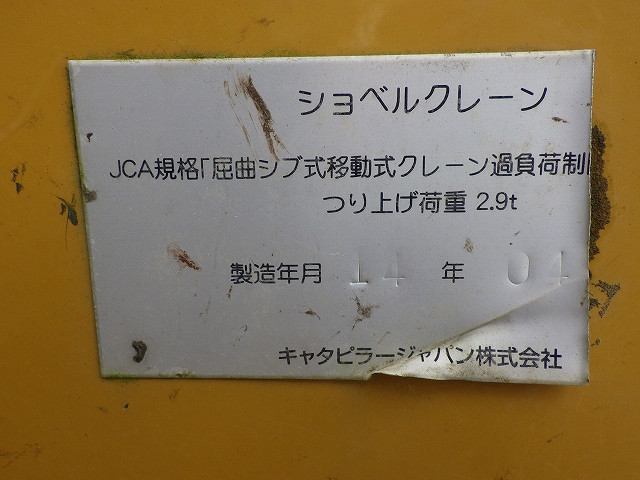 ショベルクレーン
JCA規格「屈曲ジブ式移動式クレーン過負荷制
つり上げ荷重 2.9t
製造年月 14 年 04
キャタピラージャパン株式会社